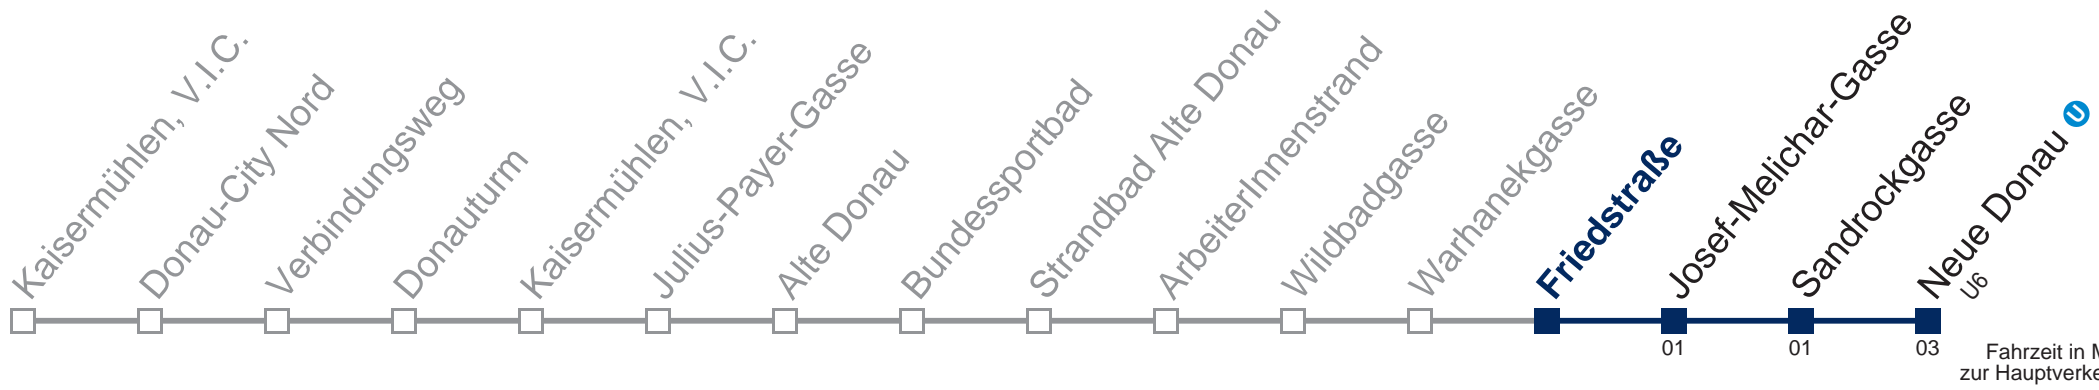 Kaisermühlen, V.I.C.
Donau-City Nord
Verbindungsweg
Donauturm
Kaisermühlen, V.I.C.
Julius-Payer-Gasse
Alte Donau
Bundessportbad
Strandbad Alte Donau
ArbeiterInnenstrand
Wildbadgasse
Warhanekgasse
Friedstraße
Josef-Melichar-Gasse
Sandrockgasse
Neue Donau U
U6
01 01 03
Fahrzeit in
zur